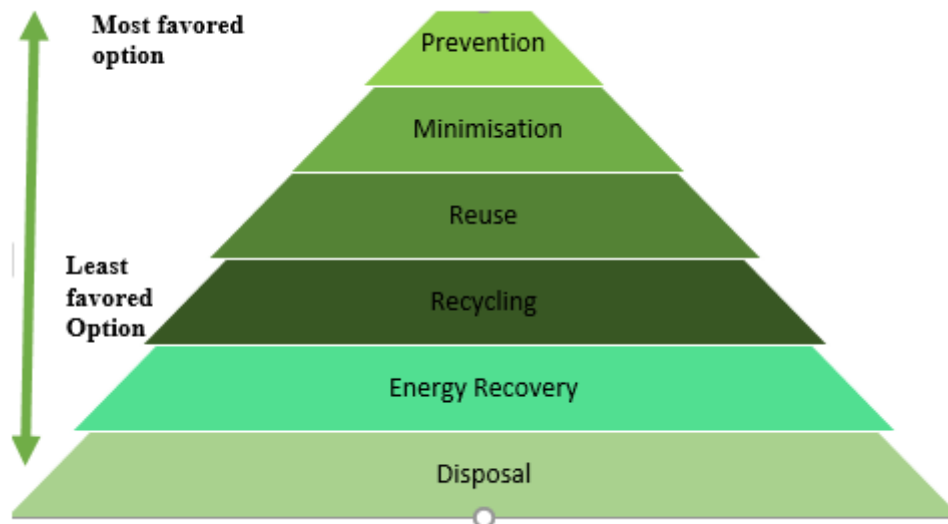 Most favored
option
Prevention
Minimisation
Reuse
Least
favored
Option
Recycling
Energy Recovery
Disposal